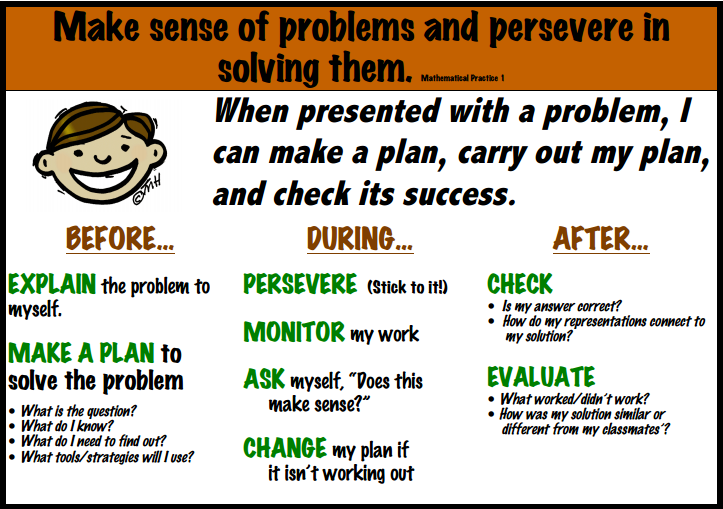 Make sense of problems and persevere in
solving them. Mathematical Practice 1
When presented with a problem, I
can make a plan, carry out my plan,
and check its success.
©MH
BEFORE...
EXPLAIN the problem to
myself.
MAKE A PLAN to
solve the problem
• What is the question?
• What do I know?
• What do I need to find out?
• What tools/strategies will I use?
DURING...
PERSEVERE (Stick to it!)
MONITOR my work
ASK myself, “Does this
make sense?”
CHANGE my plan if
it isn’t working out
AFTER...
CHECK
• Is my answer correct?
• How do my representations connect to
my solution?
EVALUATE
• What worked/didn’t work?
• How was my solution similar or
different from my classmates’?